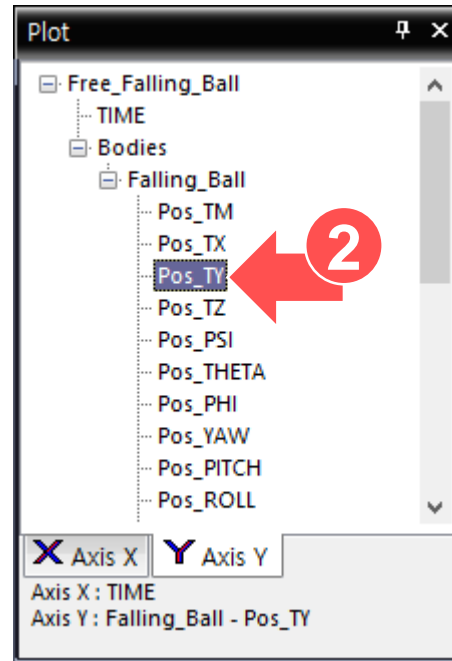 Plot
Free_Falling_Ball
TIME
Bodies
Falling_Ball
Pos_TM
Pos_TX
Pos_TY
2
Pos_TZ
Pos_PSI
Pos_THETA
Pos_PHI
Pos_YAW
Pos_PITCH
Pos_ROLL
X Axis X Y Axis Y
Axis X : TIME
Axis Y : Falling_Ball - Pos_TY